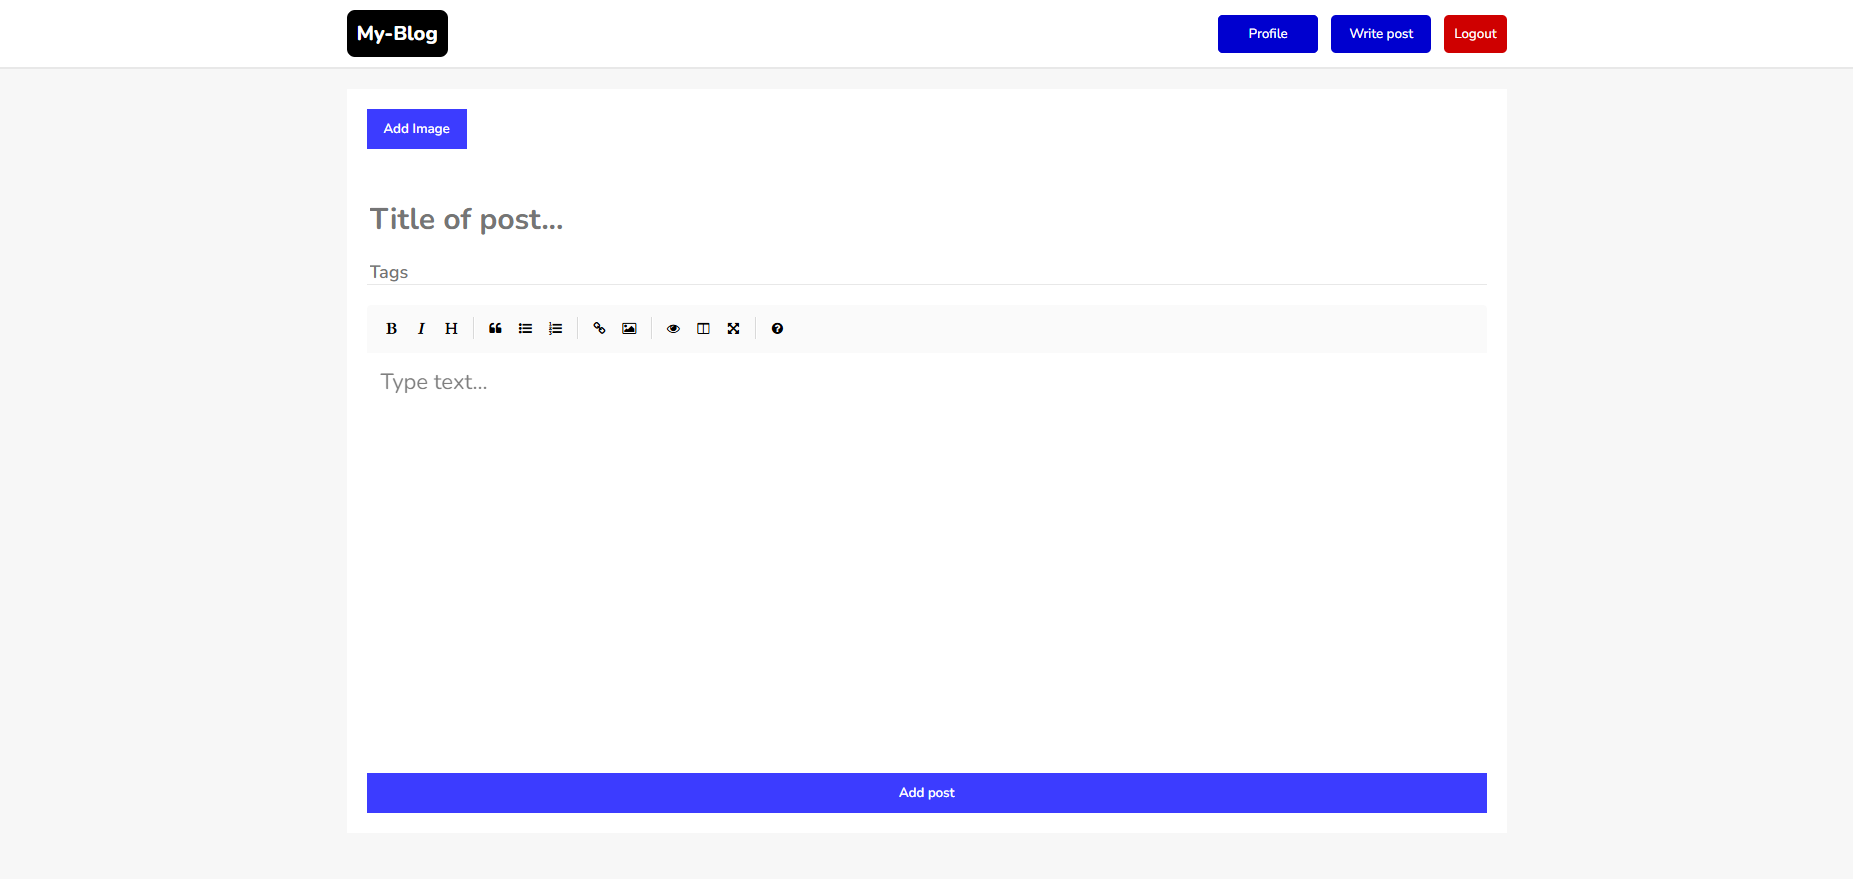 My-Blog
Profile
Write post
Logout
Add Image
Title of post...
Tags
B I H
Type text...
Add post